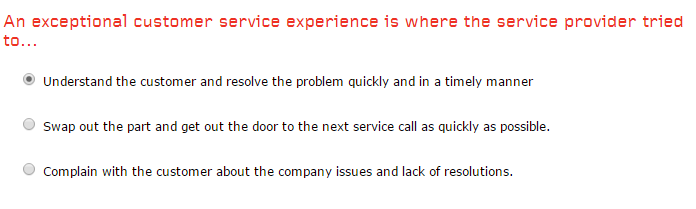 An exceptional customer service experience is where the service provider tried
to...
Understand the customer and resolve the problem quickly and in a timely manner
Swap out the part and get out the door to the next service call as quickly as possible.
Complain with the customer about the company issues and lack of resolutions.